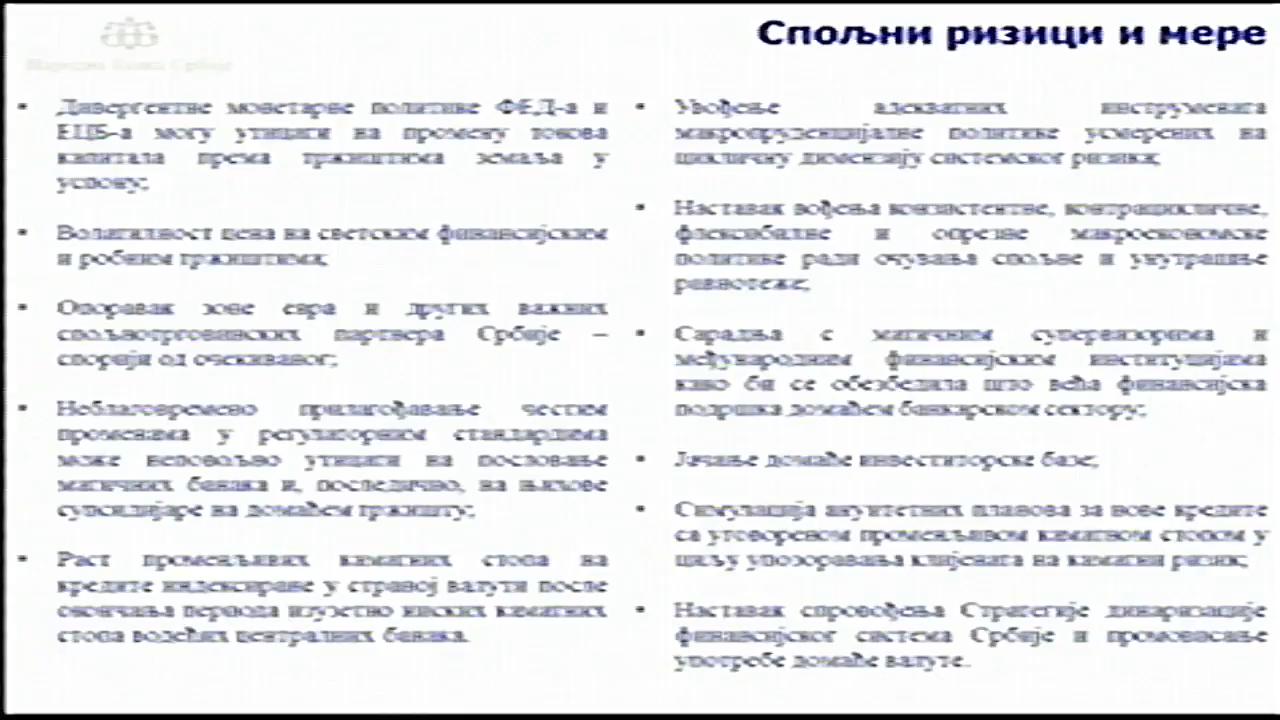 Народна банка Србије
Спољни ризици и мере
• Дивергентне монетарне политике ФЕД-а и
ЕЦБ-а могу утицати на промену токова
капитала према тржиштима земаља у
успону;
• Волатилност цена на светским финансијским
и робним тржиштима;
• Опоравак зоне евра и других важних
спољнотрговинских партнера Србије –
спорији од очекиваног;
• Неблаговремено прилагођавање честим
променама у регулаторним стандардима
може неповољно утицати на пословање
матичних банака и, последично, на њихове
супсидијаре на домаћем тржишту;
• Раст променљивих каматних стопа на
кредите индексиране у страној валути после
окончања периода изузетно ниских каматних
стопа водећих централних банака.
• Увођење адекватних инструмената
макропруденцијалне политике усмерених на
цикличну димензију системског ризика;
• Наставак вођења конзистентне, контрацикличне,
флексибилне и опрезне макроекономске
политике ради очувања спољне и унутрашње
равнотеже;
• Сарадња с матичним супервизорима и
међународним финансијским институцијама
како би се обезбедила што већа финансијска
подршка домаћем банкарском сектору;
• Јачање домаће инвеститорске базе;
• Симулација ануитетних планова за нове кредите
са уговореном променљивом каматном стопом у
циљу упозоравања клијената на каматни ризик;
• Наставак спровођења Стратегије динаризације
финансијског система Србије и промовисање
употребе домаће валуте.